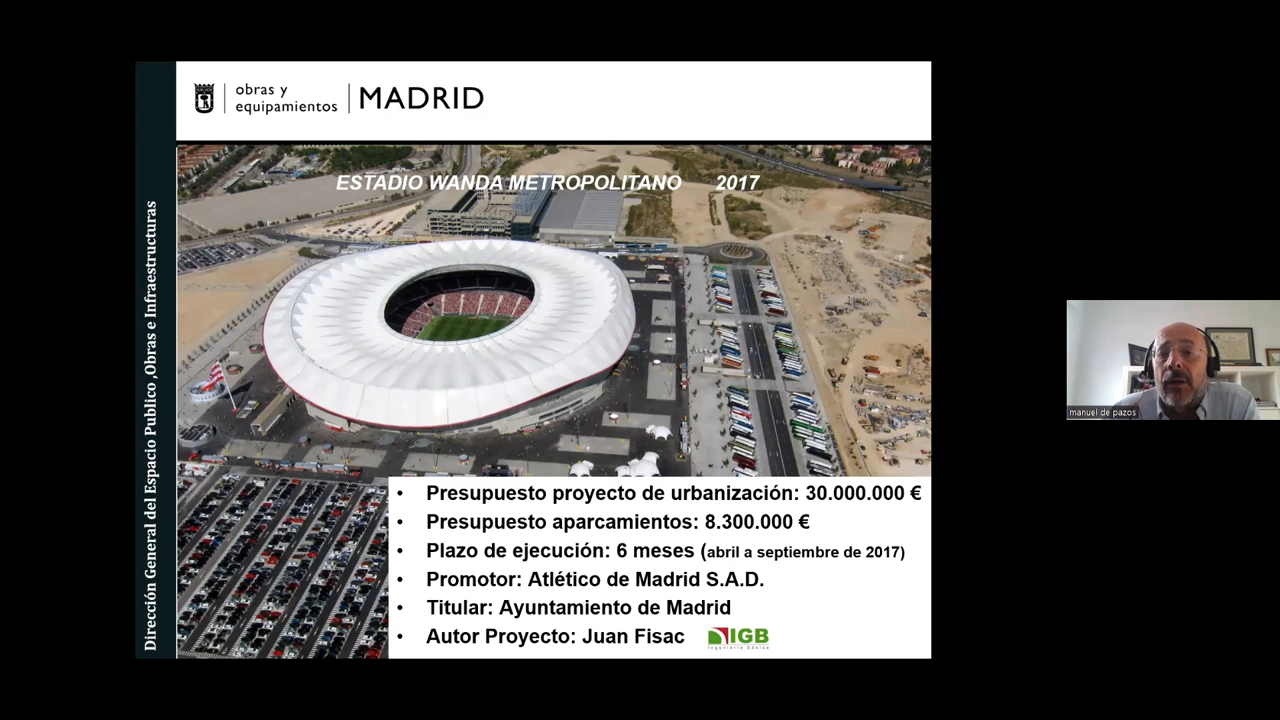 obras y
equipamientos
MADRID
Dirección General del Espacio Publico ,Obras e Infraestructuras
ESTADIO WANDA METROPOLITANO 2017
• Presupuesto proyecto de urbanización: 30.000.000 €
• Presupuesto aparcamientos: 8.300.000 €
• Plazo de ejecución: 6 meses (abril a septiembre de 2017)
• Promotor: Atlético de Madrid S.A.D.
• Titular: Ayuntamiento de Madrid
• Autor Proyecto: Juan Fisac
IGB
Ingeniería Básica
manuel de pazos